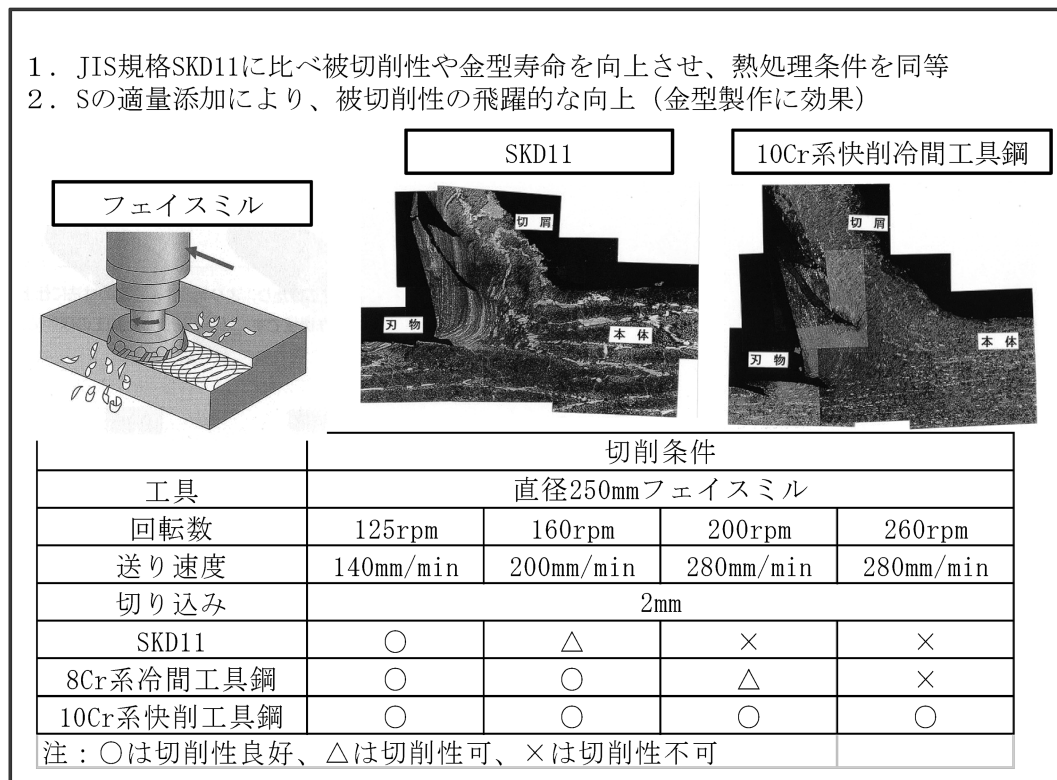 1. JIS規格SKD11に比べ被切削性や金型寿命を向上させ、熱処理条件を同等
2. Sの適量添加により、被切削性の飛躍的な向上（金型製作に効果）
フェイスミル
SKD11
10Cr系快削冷間工具鋼
切屑
刃物
本体
切屑
刃物
本体
切削条件
工具 直径250mmフェイスミル
回転数 125rpm 160rpm 200rpm 260rpm
送り速度 140mm/min 200mm/min 280mm/min 280mm/min
切り込み 2mm
SKD11 ○ △ × ×
8Cr系冷間工具鋼 ○ ○ △ ×
10Cr系快削工具鋼 ○ ○ ○ ○
注：○は切削性良好、△は切削性可、×は切削性不可